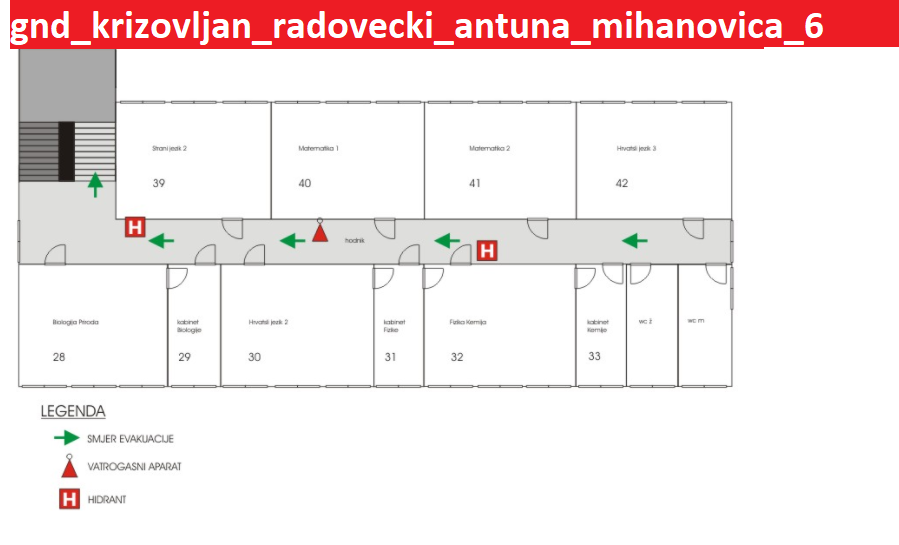 gnd_krizovljan_radovecki_antuna_mihanovica_6
Strani jezik 2
Matematika 1
Matematika 2
Hrvatsi jezik 3
39
40
41
42
H
hodnik
H
Biologija Priroda
kabinet
Biologije
Hrvatsi jezik 2
kabinet
Fizike
Fizika Kemija
kabinet
Kemije
wc ž
wc m
28
29
30
31
32
33
LEGENDA
SMJER EVAKUACIJE
VATROGASNI APARAT
H HIDRANT